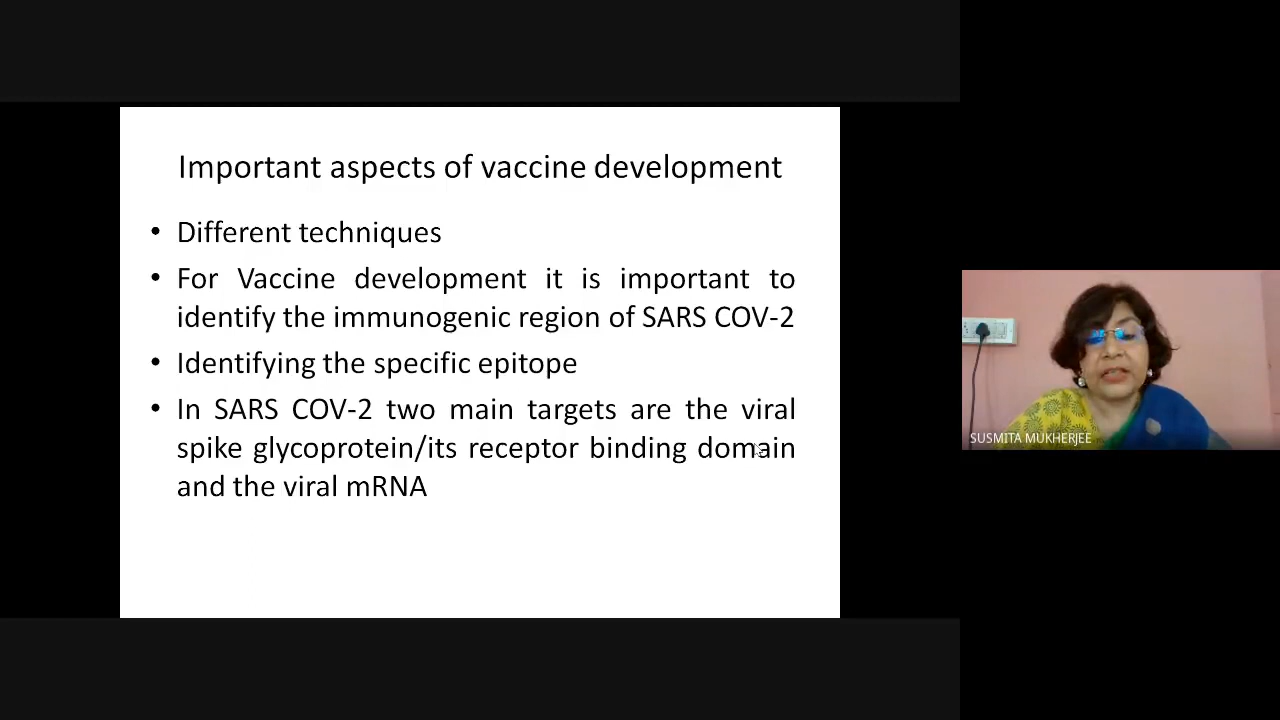 Important aspects of vaccine development
• Different techniques
• For Vaccine development it is important to
identify the immunogenic region of SARS COV-2
• Identifying the specific epitope
• In SARS COV-2 two main targets are the viral
spike glycoprotein/its receptor binding domain
and the viral mRNA
SUSMITA MUKHERJEE